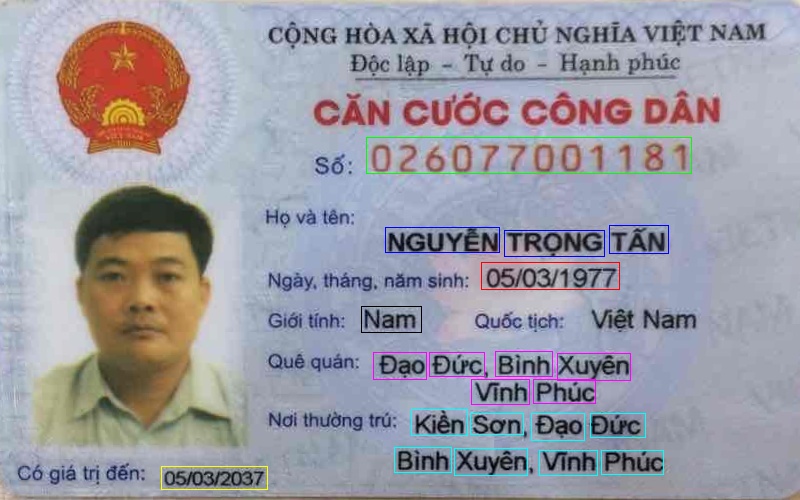 CỘNG HÒA XÃ HỘI CHỦ NGHĨA VIỆT NAM
Độc lập - Tự do - Hạnh phúc
CĂN CƯỚC CÔNG DÂN
Số: 026077001181
Họ và tên:
NGUYỄN TRỌNG TẤN
Ngày, tháng, năm sinh: 05/03/1977
Giới tính: Nam Quốc tịch: Việt Nam
Quê quán: Đạo Đức, Bình Xuyên
Vĩnh Phúc
Nơi thường trú: Kiền Sơn, Đạo Đức
Bình Xuyên, Vĩnh Phúc
Có giá trị đến: 05/03/2037